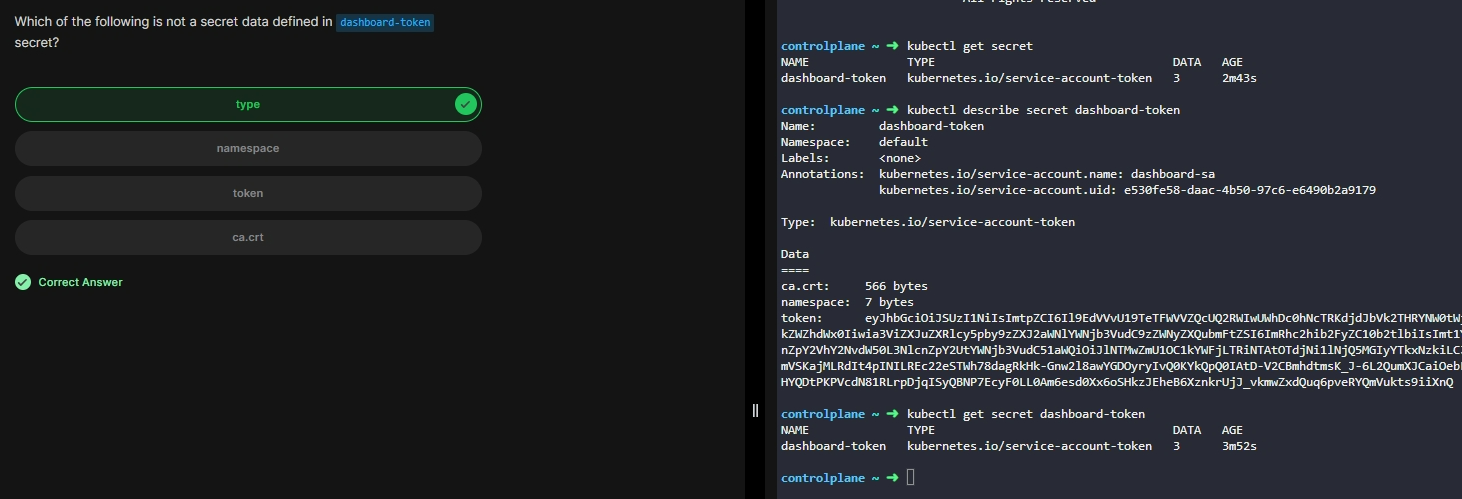 Which of the following is not a secret data defined in dashboard-token
secret?
type
namespace
token
ca.crt
Correct Answer
All rights reserved
controlplane ~ ➜ kubectl get secret
NAME TYPE DATA AGE
dashboard-token kubernetes.io/service-account-token 3 2m43s
controlplane ~ ➜ kubectl describe secret dashboard-token
Name: dashboard-token
Namespace: default
Labels: <none>
Annotations: kubernetes.io/service-account.name: dashboard-sa
kubernetes.io/service-account.uid: e530fe58-daac-4b50-97c6-e6490b2a9179
Type: kubernetes.io/service-account-token
Data
====
ca.crt: 566 bytes
namespace: 7 bytes
token:
controlplane ~ ➜ kubectl get secret dashboard-token
NAME TYPE DATA AGE
dashboard-token kubernetes.io/service-account-token 3 3m52s
controlplane ~ ➜